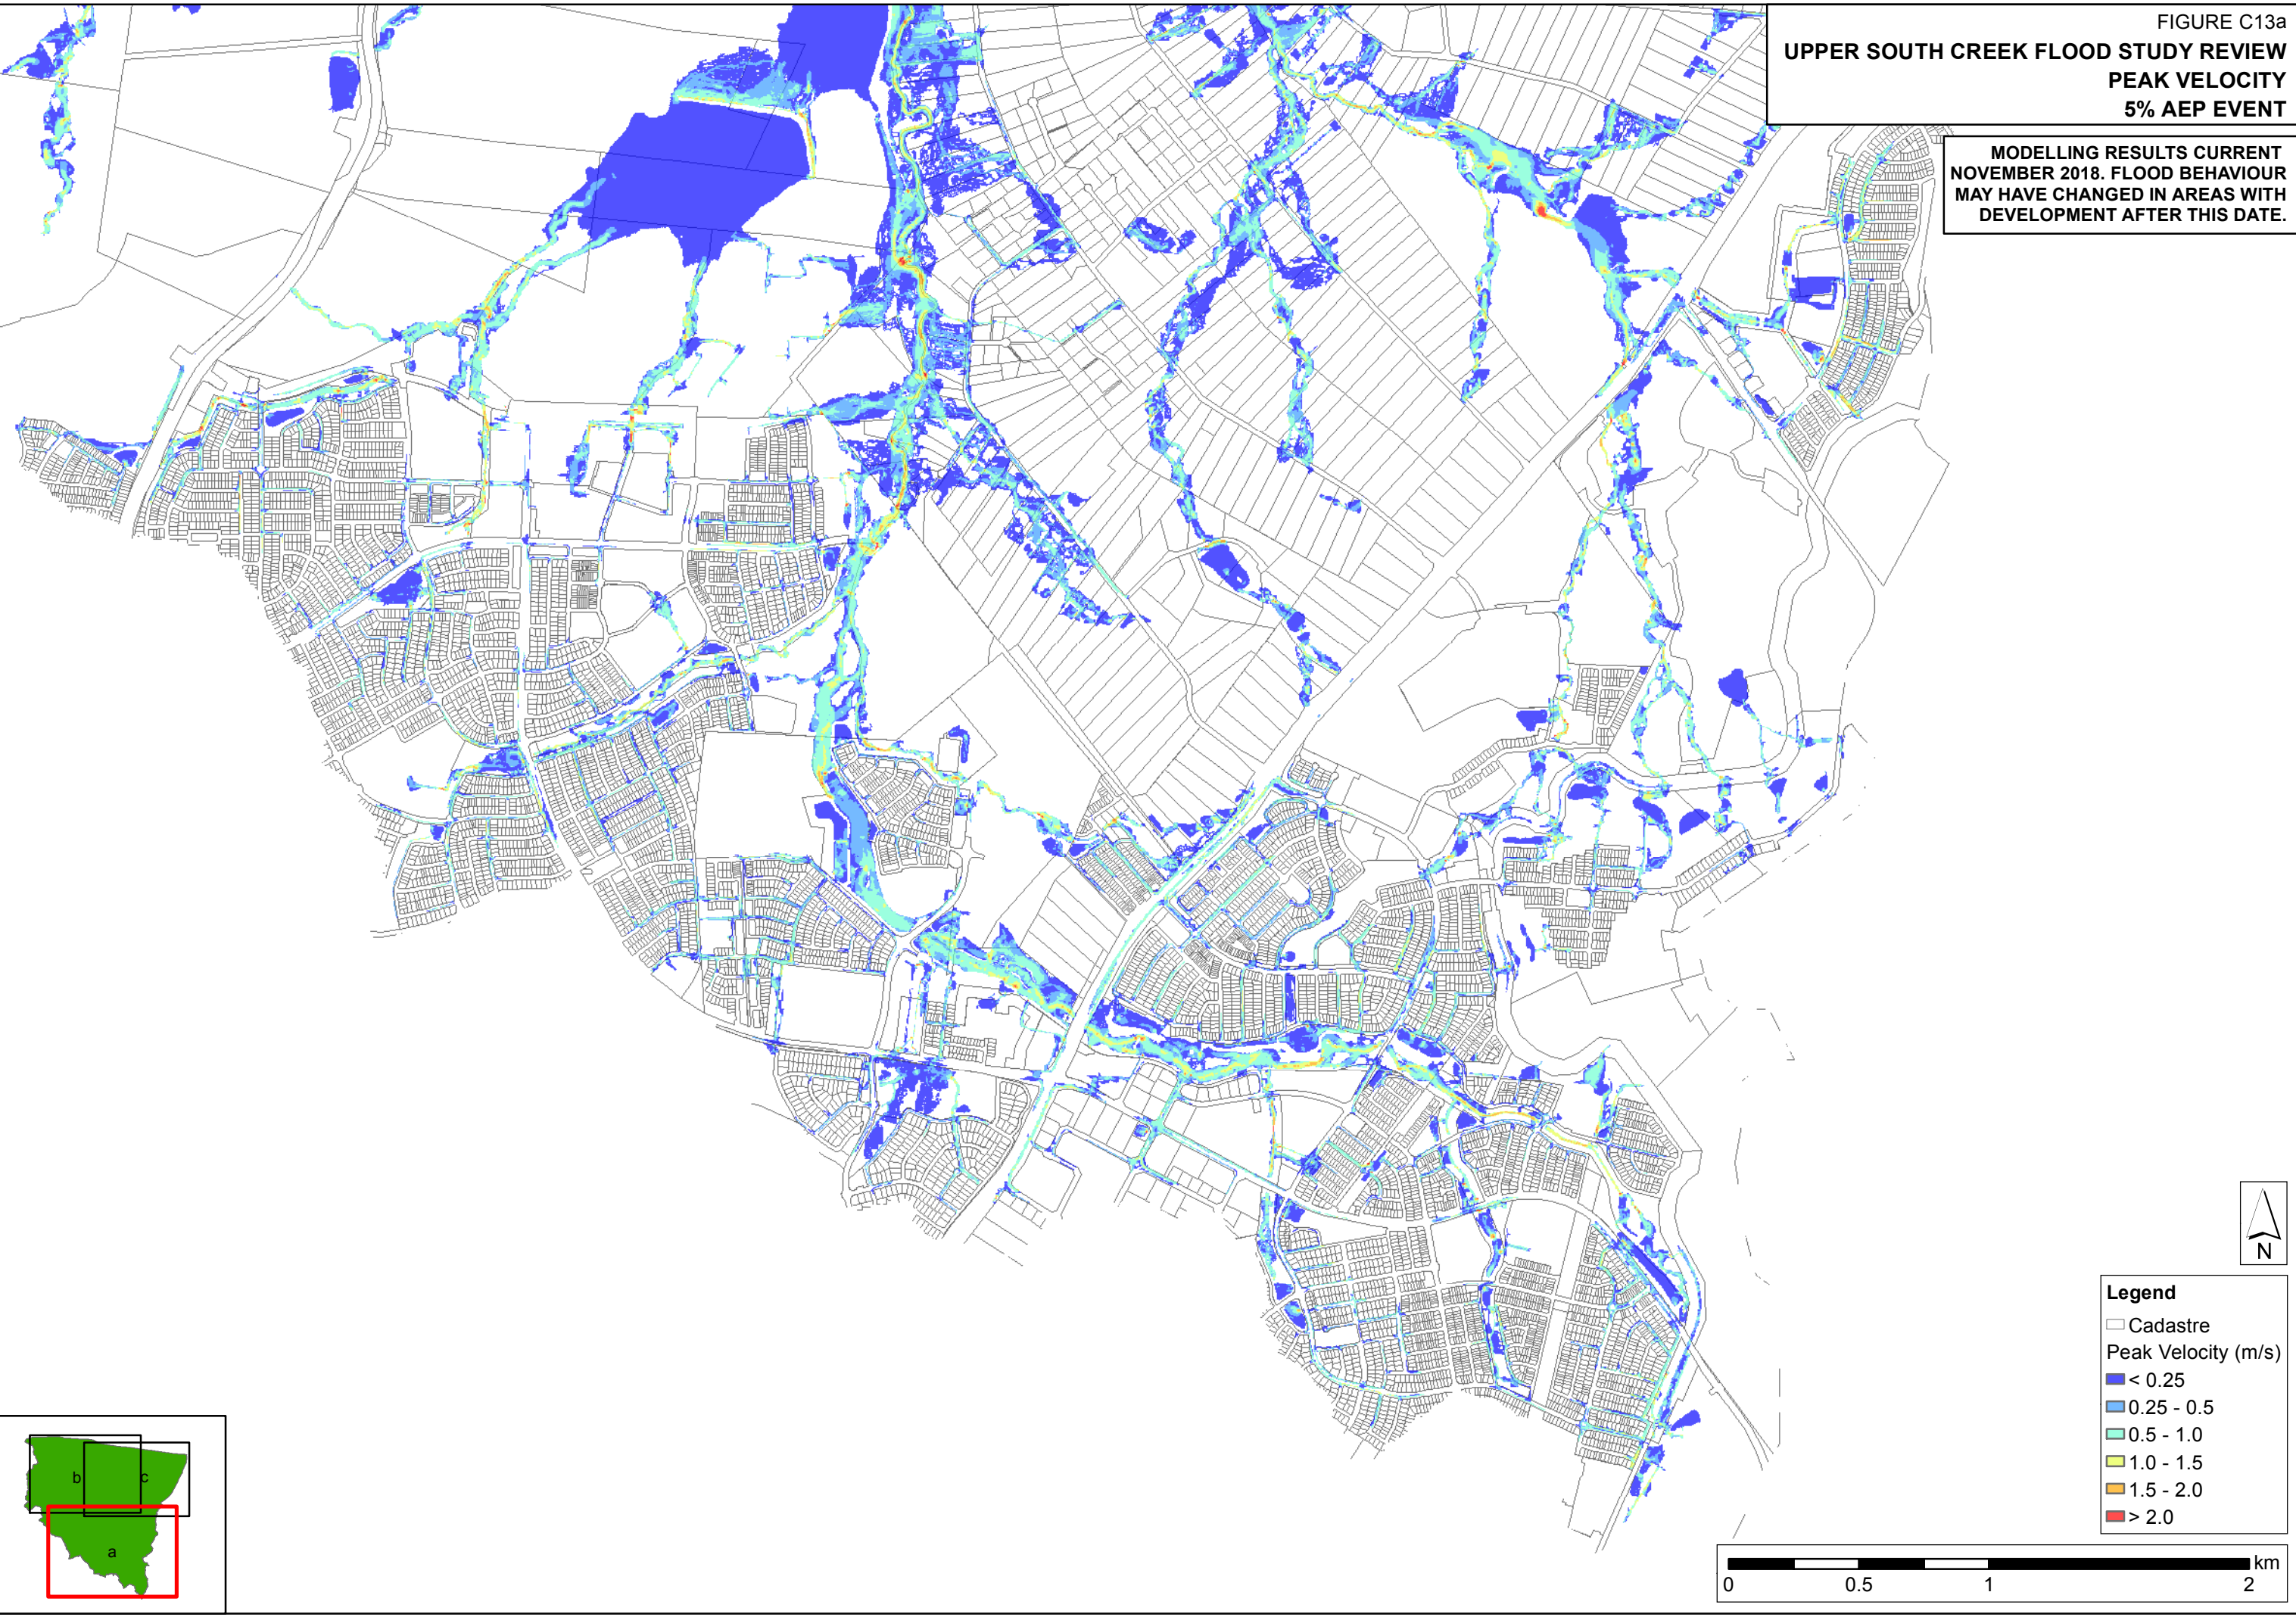 FIGURE C13a
UPPER SOUTH CREEK FLOOD STUDY REVIEW
PEAK VELOCITY
5% AEP EVENT
MODELLING RESULTS CURRENT
NOVEMBER 2018. FLOOD BEHAVIOUR
MAY HAVE CHANGED IN AREAS WITH
DEVELOPMENT AFTER THIS DATE.
N
Legend
Cadastre
Peak Velocity (m/s)
< 0.25
0.25 - 0.5
0.5 - 1.0
1.0 - 1.5
1.5 - 2.0
> 2.0
km
0 0.5 1 2
b c
a